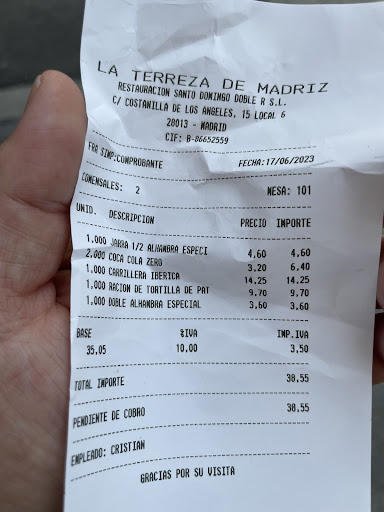 LA TERREZA DE MADRIZ
RESTAURACION SANTO DOMINGO DOBLE R S.L.
C/ COSTANILLA DE LOS ANGELES, 15 LOCAL 6
28013 - MADRID
CIF: B-86652559
FRA SIMP:COMPROBANTE FECHA:17/06/2023
COMENSALES: 2 MESA: 101
UNID. DESCRIPCION PRECIO IMPORTE
1,000 JARRA 1/2 ALHAMBRA ESPECI 4,60 4,60
2,000 COCA COLA ZERO 3,20 6,40
1,000 CARRILLERA IBERICA 14,25 14,25
1,000 RACION DE TORTILLA DE PAT 9,70 9,70
1,000 DOBLE ALHAMBRA ESPECIAL 3,60 3,60
BASE %IVA IMP.IVA
35,05 10,00 3,50
TOTAL IMPORTE 38,55
PENDIENTE DE COBRO 38,55
EMPLEADO: CRISTIAN
GRACIAS POR SU VISITA